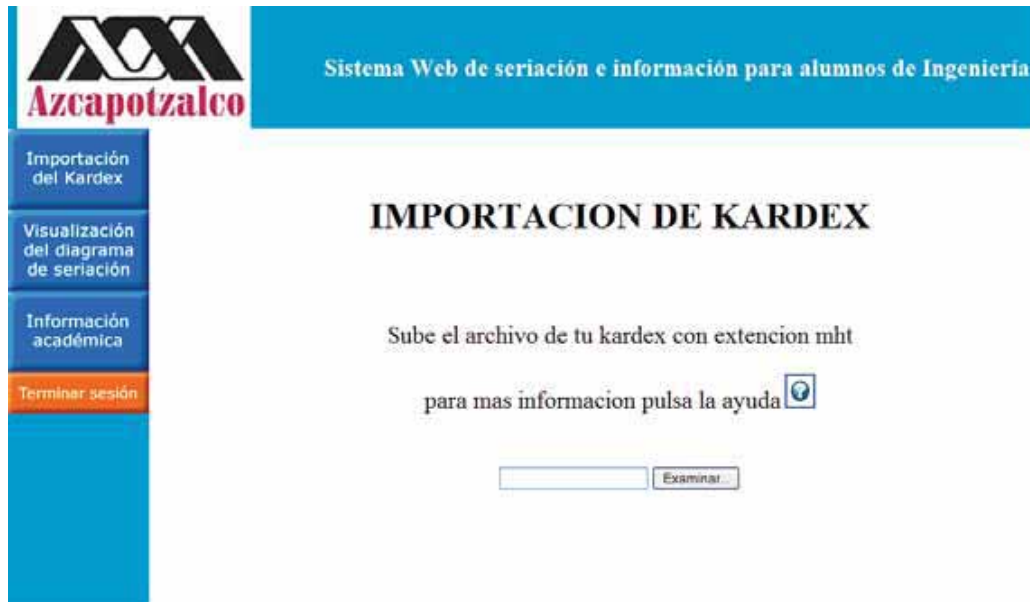 Azcapotzalco
Sistema Web de seriación e información para alumnos de Ingeniería
Importación
del Kardex
Visualización
del diagrama
de seriación
Información
académica
Terminar sesión
IMPORTACION DE KARDEX
Sube el archivo de tu kardex con extencion mht
para mas informacion pulsa la ayuda
Examinar...